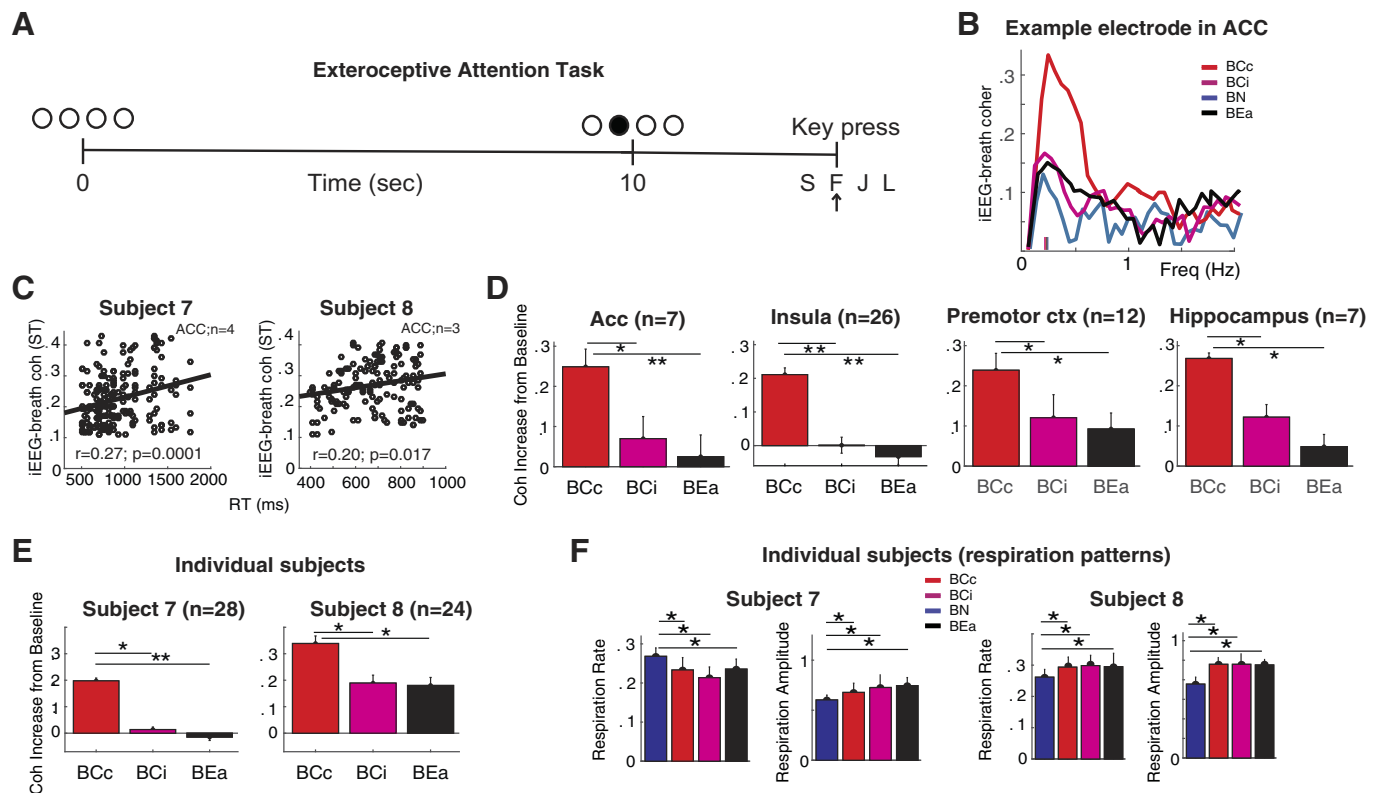 A
Exteroceptive Attention Task
Key press
0
Time (sec)
10
S F J L
B
Example electrode in ACC
iEEG-breath coher
.3
.2
.1
0
1
Freq (Hz)
BCc
BCi
BN
BEa
C
Subject 7
ACC;n=4
iEEG-breath coh (ST)
.4
.3
.2
.1
0
r=0.27; p=0.0001
500 1000 1500 2000
RT (ms)
Subject 8
ACC;n=3
iEEG-breath coh (ST)
.4
.3
.2
.1
0
r=0.20; p=0.017
400 600 800 1000
D
Coh Increase from Baseline
Acc (n=7)
.3
.2
.1
0
* **
BCc BCi BEa
Insula (n=26)
.3
.2
.1
0
** **
BCc BCi BEa
Premotor ctx (n=12)
.3
.2
.1
0
* *
BCc BCi BEa
Hippocampus (n=7)
.3
.2
.1
0
* *
BCc BCi BEa
E
Individual subjects
Coh Increase from Baseline
Subject 7 (n=28)
.3
.2
.1
0
* **
BCc BCi BEa
Subject 8 (n=24)
.3
.2
.1
0
* *
BCc BCi BEa
F
Individual subjects (respiration patterns)
BCc
BCi
BN
BEa
Subject 7
Respiration Rate
.3
.2
.1
0
* * *
Respiration Amplitude
1
0
* * *
Subject 8
Respiration Rate
.3
.2
.1
0
* * *
Respiration Amplitude
1
0
* * *